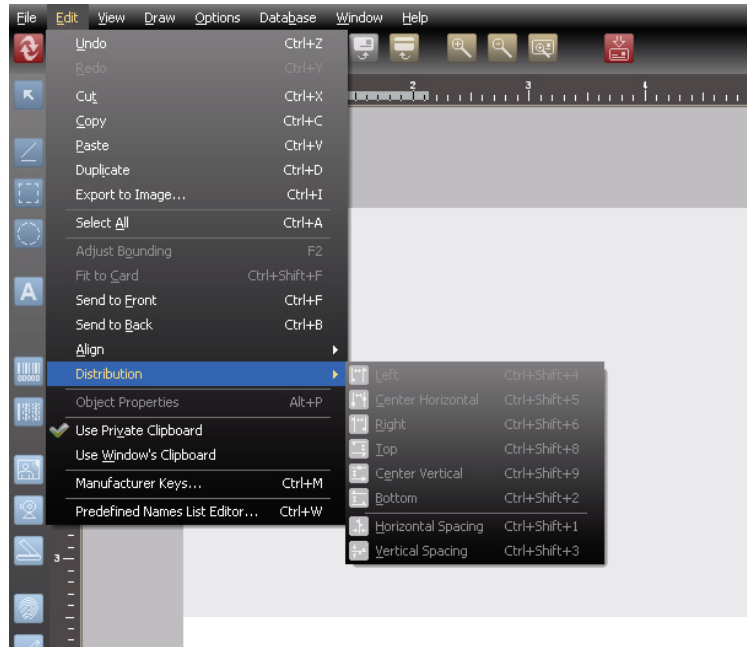 File Edit View Draw Options Database Window Help
Undo Ctrl+Z
Redo Ctrl+Y
Cut Ctrl+X
Copy Ctrl+C
Paste Ctrl+V
Duplicate Ctrl+D
Export to Image... Ctrl+I
Select All Ctrl+A
Adjust Bounding F2
Fit to Card Ctrl+Shift+F
Send to Front Ctrl+F
Send to Back Ctrl+B
Align
Distribution
Left Ctrl+Shift+4
Center Horizontal Ctrl+Shift+5
Right Ctrl+Shift+6
Top Ctrl+Shift+8
Center Vertical Ctrl+Shift+9
Bottom Ctrl+Shift+2
Horizontal Spacing Ctrl+Shift+1
Vertical Spacing Ctrl+Shift+3
Object Properties Alt+P
Use Private Clipboard
Use Window's Clipboard
Manufacturer Keys... Ctrl+M
Predefined Names List Editor... Ctrl+W
2 3
A
00000
3